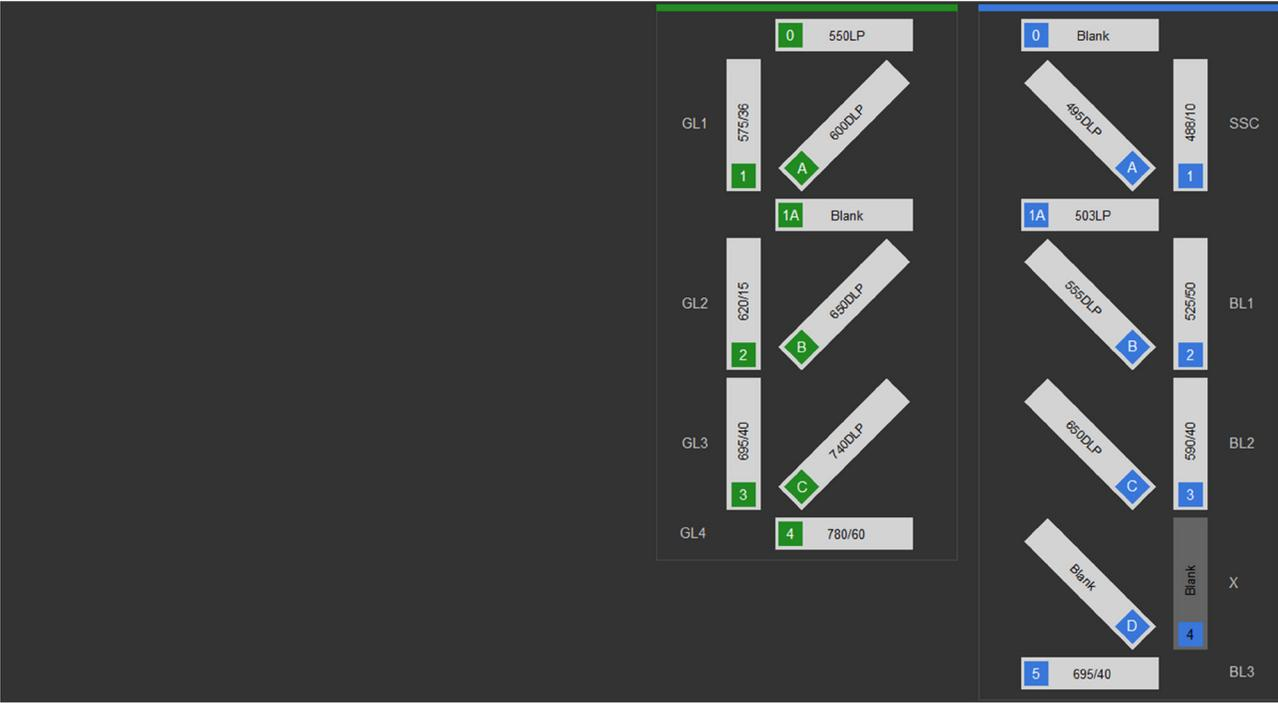 0 550LP
GL1
575/36
1
600DLP
A
1A Blank
GL2
620/15
2
650DLP
B
GL3
695/40
3
740DLP
C
GL4
4 780/60
0 Blank
495DLP
A
488/10
1
SSC
1A 503LP
555DLP
B
525/50
2
BL1
650DLP
C
590/40
3
BL2
Blank
D
Blank
4
X
5 695/40
BL3